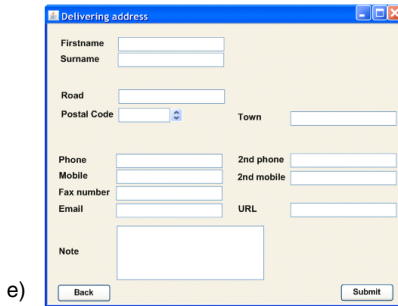 Delivering address
Firstname
Surname
Road
Postal Code Town
Phone 2nd phone
Mobile 2nd mobile
Fax number
Email URL
Note
e) Back Submit